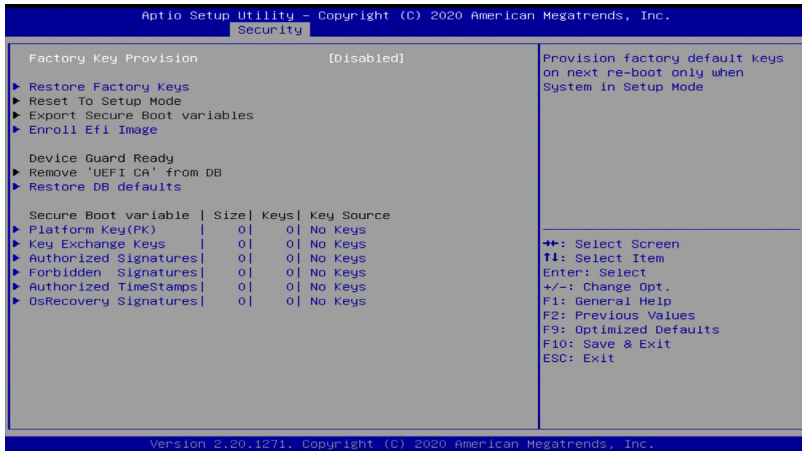 Aptio Setup Utility – Copyright (C) 2020 American Megatrends, Inc.
Security
Factory Key Provision [Disabled]
Restore Factory Keys
Reset To Setup Mode
Export Secure Boot variables
Enroll Efi Image
Device Guard Ready
Remove 'UEFI CA' from DB
Restore DB defaults
Secure Boot variable | Size| Keys| Key Source
Platform Key(PK) | 0| 0| No Keys
Key Exchange Keys | 0| 0| No Keys
Authorized Signatures| 0| 0| No Keys
Forbidden Signatures| 0| 0| No Keys
Authorized TimeStamps| 0| 0| No Keys
OsRecovery Signatures| 0| 0| No Keys
Provision factory default keys
on next re-boot only when
System in Setup Mode
→←: Select Screen
↑↓: Select Item
Enter: Select
+/-: Change Opt.
F1: General Help
F2: Previous Values
F9: Optimized Defaults
F10: Save & Exit
ESC: Exit
Version 2.20.1271. Copyright (C) 2020 American Megatrends, Inc.